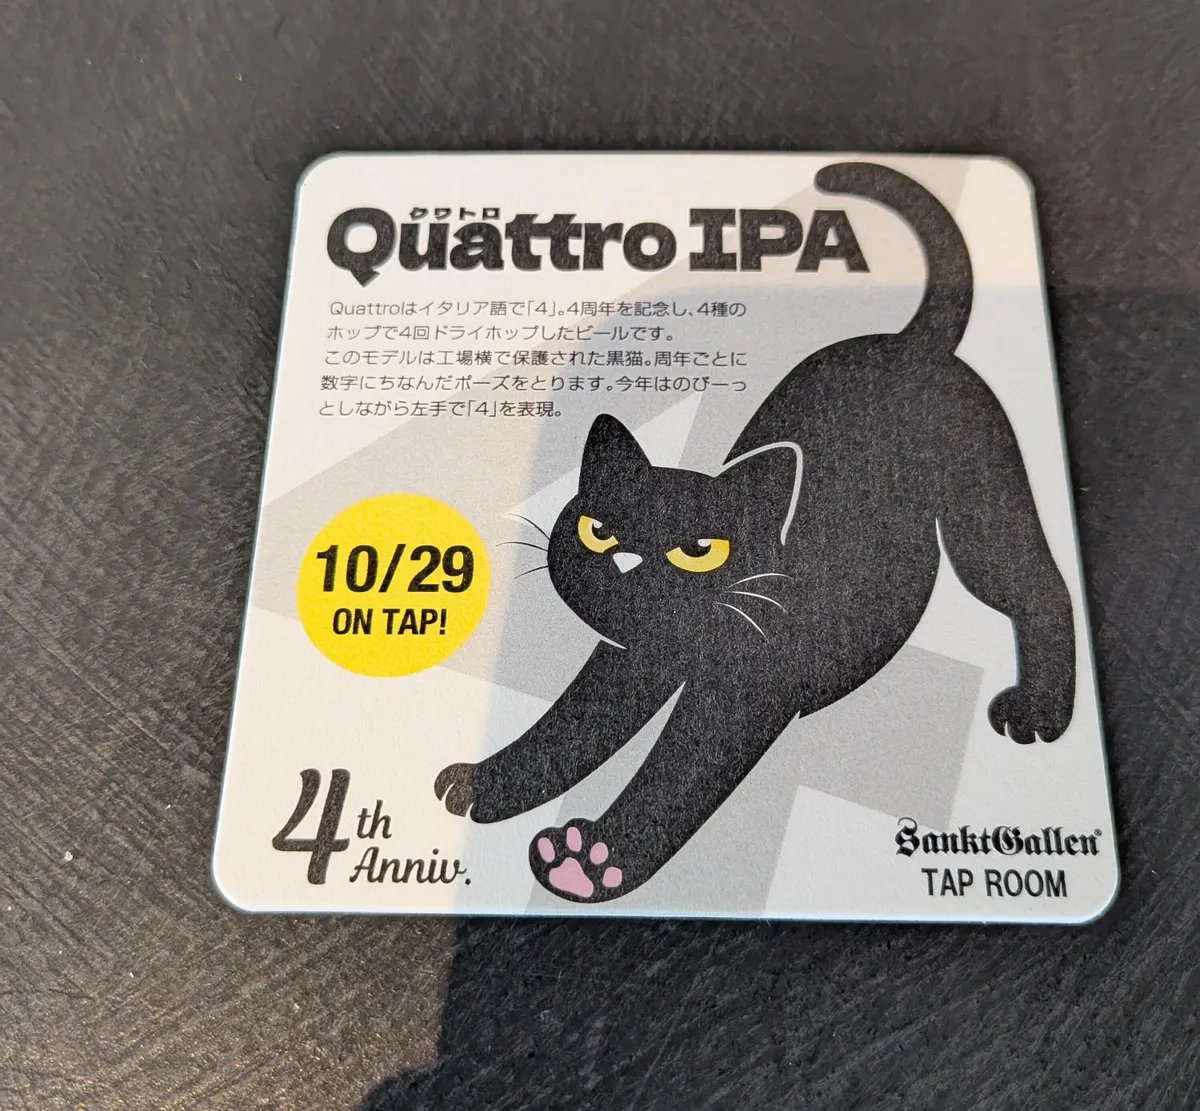 クワトロ
Quattro IPA
Quattroはイタリア語で「4」。4周年を記念し、4種の
ホップで4回ドライホップしたビールです。
このモデルは工場横で保護された黒猫。周年ごとに
数字にちなんだポーズをとります。今年はのびーっ
としながら左手で「4」を表現。
10/29
ON TAP!
4th
Anniv.
SanktGallen®
TAP ROOM